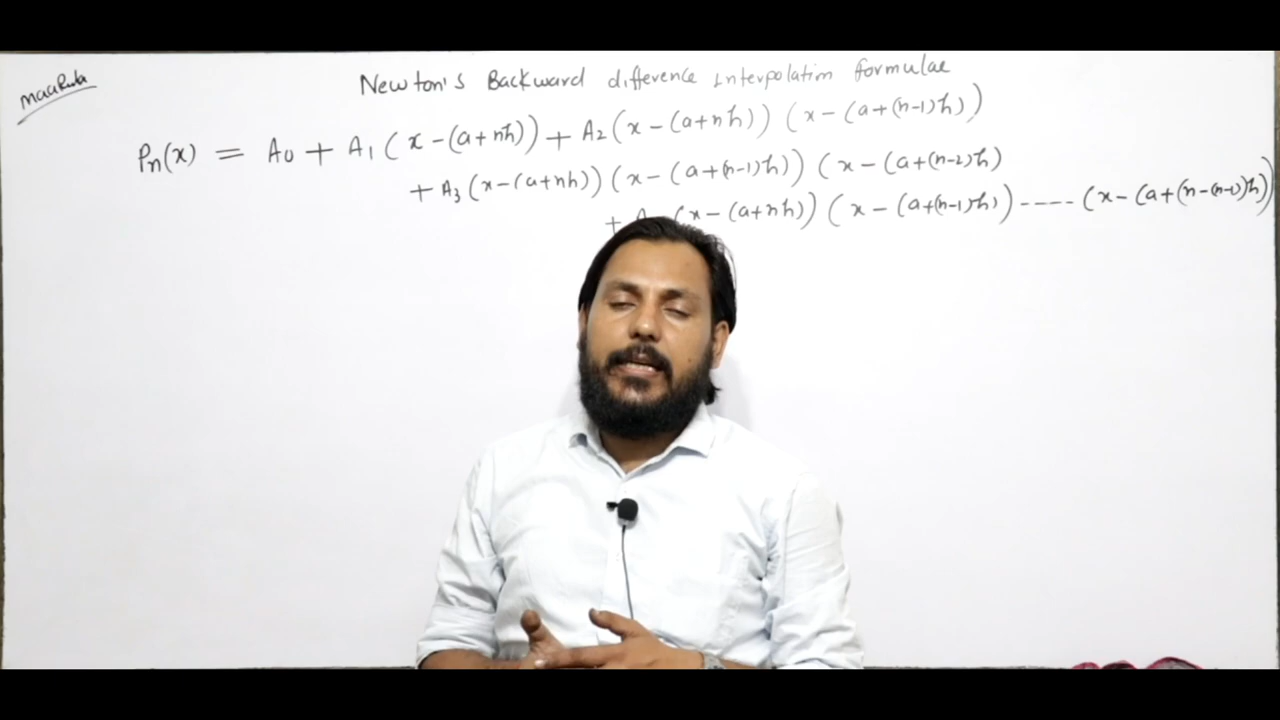 MaaRula
Newton's Backward difference interpolation formulae
Pn(x) = A0 + A1 (x - (a+nh)) + A2 (x - (a+nh)) (x - (a+(n-1)h))
+ A3 (x-(a+nh)) (x - (a+(n-1)h)) (x - (a+(n-2)h)
+ (x - (a+nh)) (x - (a+(n-1)h)) ---- (x - (a+(n-(n-1))h))